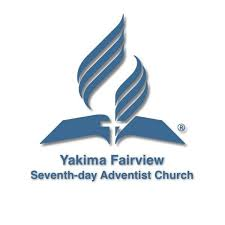 ®
Yakima Fairview
Seventh-day Adventist Church